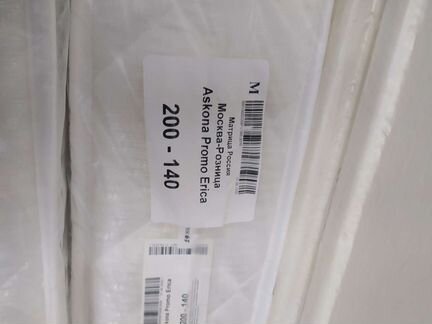 M
Матрица Россия
Москва-Розница
Askona Promo Erica
200 - 140